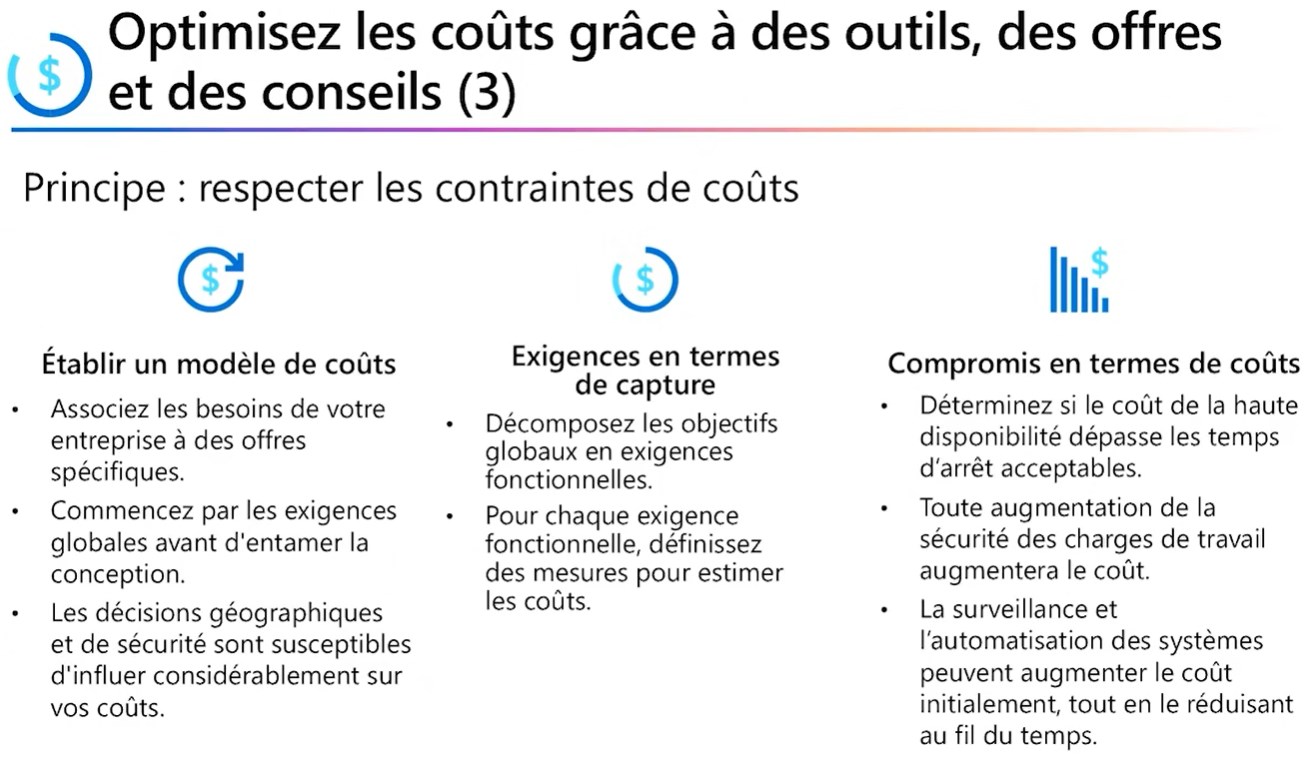 Optimisez les coûts grâce à des outils, des offres
et des conseils (3)
Principe : respecter les contraintes de coûts
Établir un modèle de coûts
• Associez les besoins de votre
entreprise à des offres
spécifiques.
• Commencez par les exigences
globales avant d'entamer la
conception.
• Les décisions géographiques
et de sécurité sont susceptibles
d'influer considérablement sur
vos coûts.
Exigences en termes
de capture
• Décomposez les objectifs
globaux en exigences
fonctionnelles.
• Pour chaque exigence
fonctionnelle, définissez
des mesures pour estimer
les coûts.
Compromis en termes de coûts
• Déterminez si le coût de la haute
disponibilité dépasse les temps
d’arrêt acceptables.
• Toute augmentation de la
sécurité des charges de travail
augmentera le coût.
• La surveillance et
l’automatisation des systèmes
peuvent augmenter le coût
initialement, tout en le réduisant
au fil du temps.